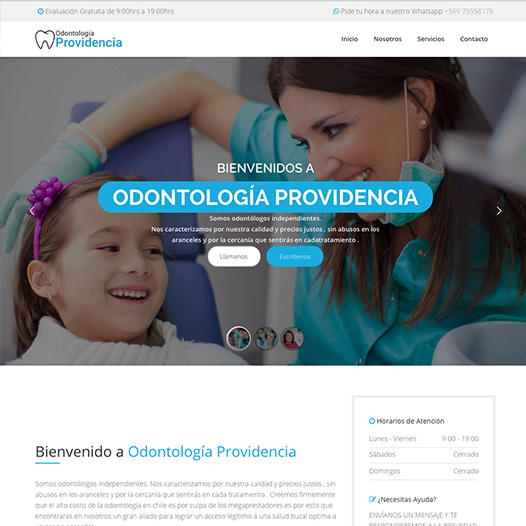 Evaluación Gratuita de 9:00hrs a 19:00hrs
Pide tu hora a nuestro Whatsapp +569 75558176
Odontología
Providencia
Inicio Nosotros Servicios Contacto
BIENVENIDOS A
ODONTOLOGÍA PROVIDENCIA
Somos odontólogos independientes.
Nos caracterizamos por nuestra calidad y precios justos , sin abusos en los
aranceles y por la cercanía que sentirás en cadatratamiento .
Llámanos
Escríbenos
Bienvenido a Odontología Providencia
Somos odontólogos independientes. Nos caracterizamos por nuestra calidad y precios justos , sin
abusos en los aranceles y por la cercanía que sentirás en cada tratamiento . Creemos firmemente
que el alto costo de la odontología en chile es por culpa de los megaprestadores es por esto que
encontraras en nosotros un gran aliado para lograr un acceso legitimo a una salud bucal optima a
Horarios de Atención
Lunes - Viernes 9.00 - 19.00
Sábados Cerrado
Domingos Cerrado
¿Necesitas Ayuda?
ENVÍANOS UN MENSAJE Y TE
RESPONDEREMOS A LA BREVEDAD